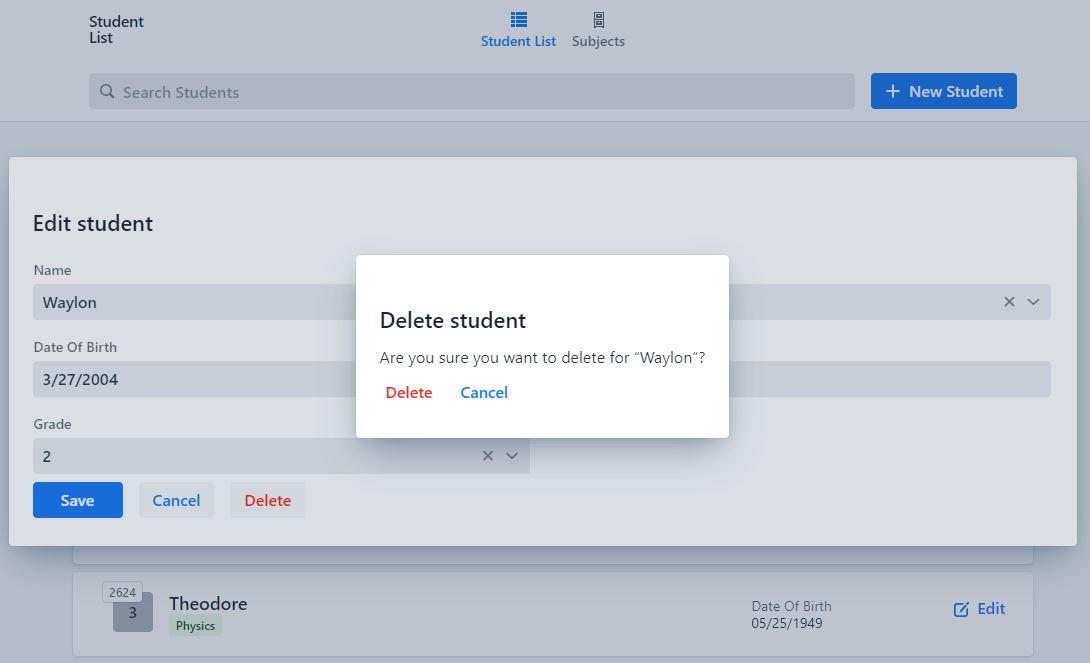 Student
List
Student List
Subjects
Search Students
New Student
Edit student
Name
Waylon
Date Of Birth
3/27/2004
Grade
2
Save
Cancel
Delete
Delete student
Are you sure you want to delete for “Waylon“?
Delete
Cancel
2624
3
Theodore
Physics
Date Of Birth
05/25/1949
Edit